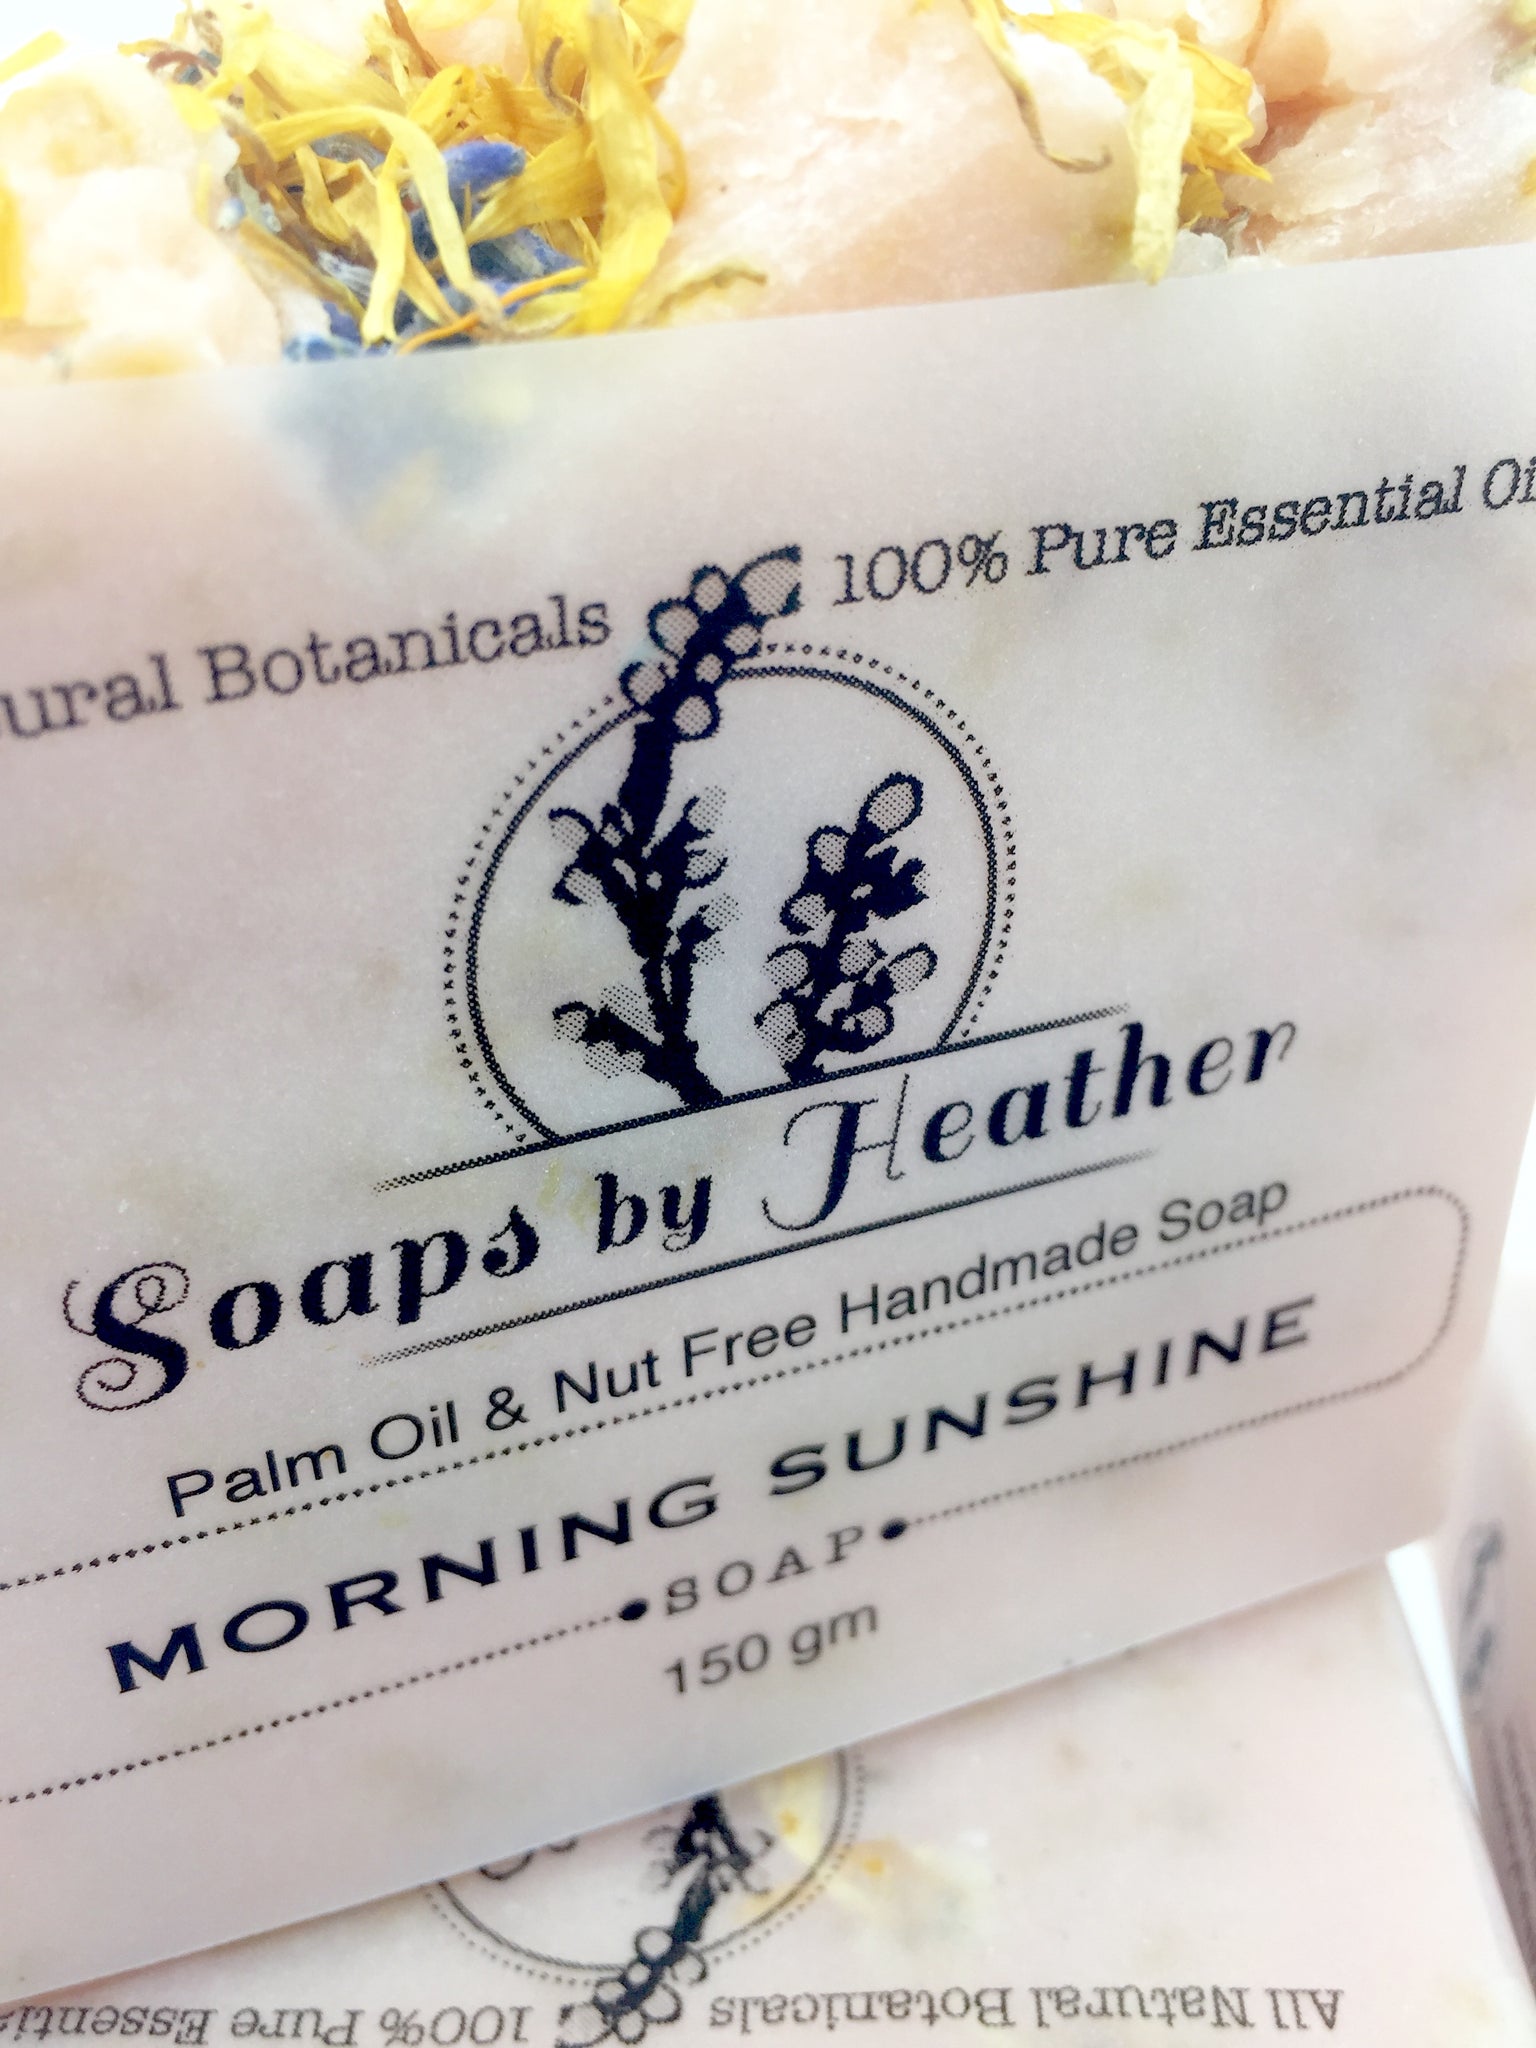 ural Botanicals 100% Pure Essential Oi
Soaps by Heather
Palm Oil & Nut Free Handmade Soap
MORNING SUNSHINE
SOAP
150 gm
All Natural Botanicals 100% Pure Essentia